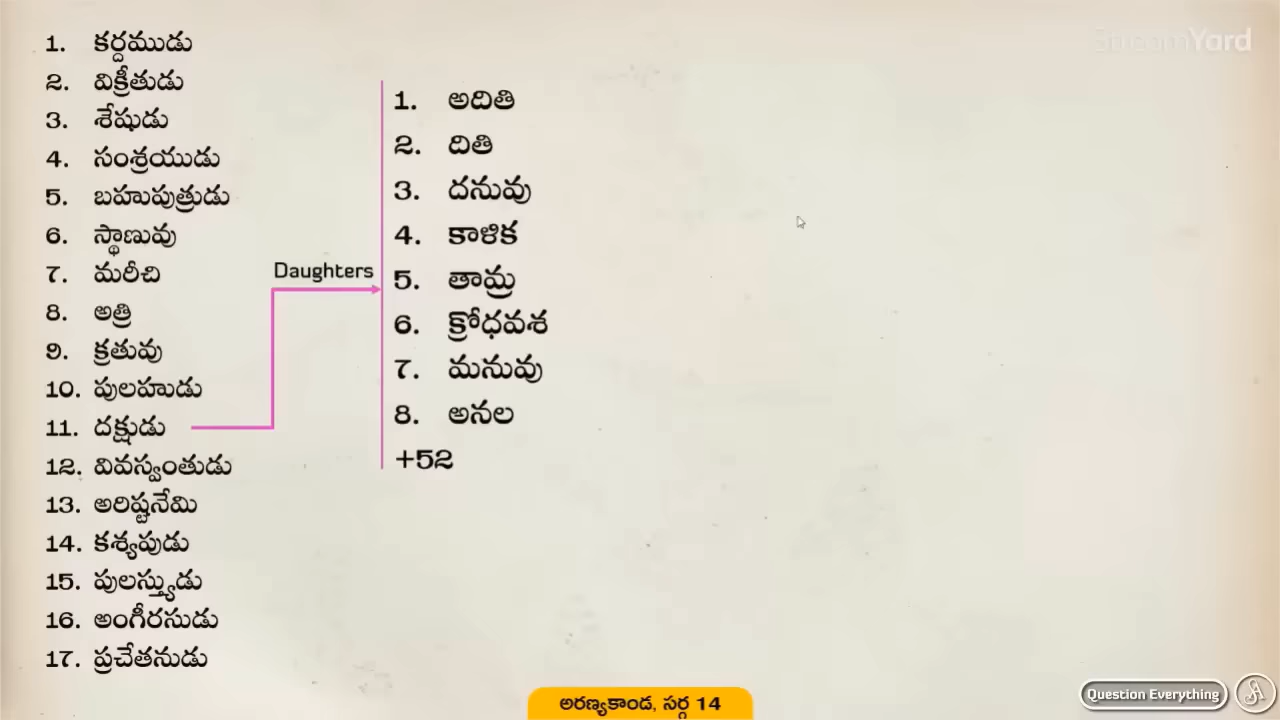 StreamYard
1. కర్దముడు
2. విక్రీతుడు
3. శేషుడు
4. సంశ్రయుడు
5. బహుపుత్రుడు
6. స్థాణువు
7. మరీచి
8. అత్రి
9. క్రతువు
10. పులహుడు
11. దక్షుడు
12. వివస్వంతుడు
13. అరిష్టనేమి
14. కశ్యపుడు
15. పులస్త్యుడు
16. అంగీరసుడు
17. ప్రచేతనుడు
Daughters
1. అదితి
2. దితి
3. దనువు
4. కాళిక
5. తామ్ర
6. క్రోధవశ
7. మనువు
8. అనల
+52
అరణ్యకాండ, సర్గ 14
Question Everything